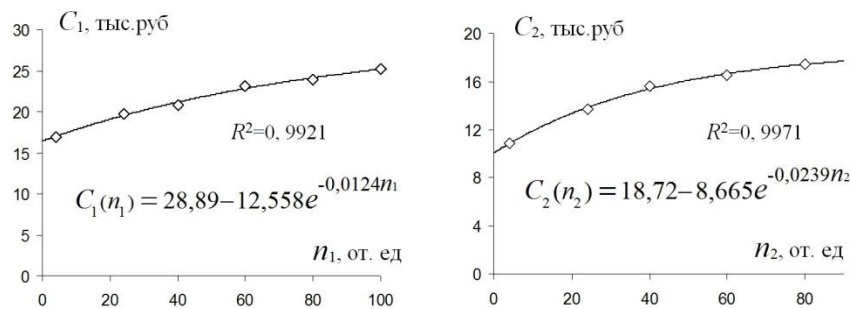 C₁, тыс.руб
30
25
20
15
10
5
0
R²=0, 9921
C₁(n₁) = 28,89−12,558e^-0,0124n₁
n₁, от. ед
0 20 40 60 80 100
C₂, тыс.руб
20
16
12
8
4
0
R²=0, 9971
C₂(n₂) = 18,72−8,665e^-0,0239n₂
n₂, от. ед
0 20 40 60 80